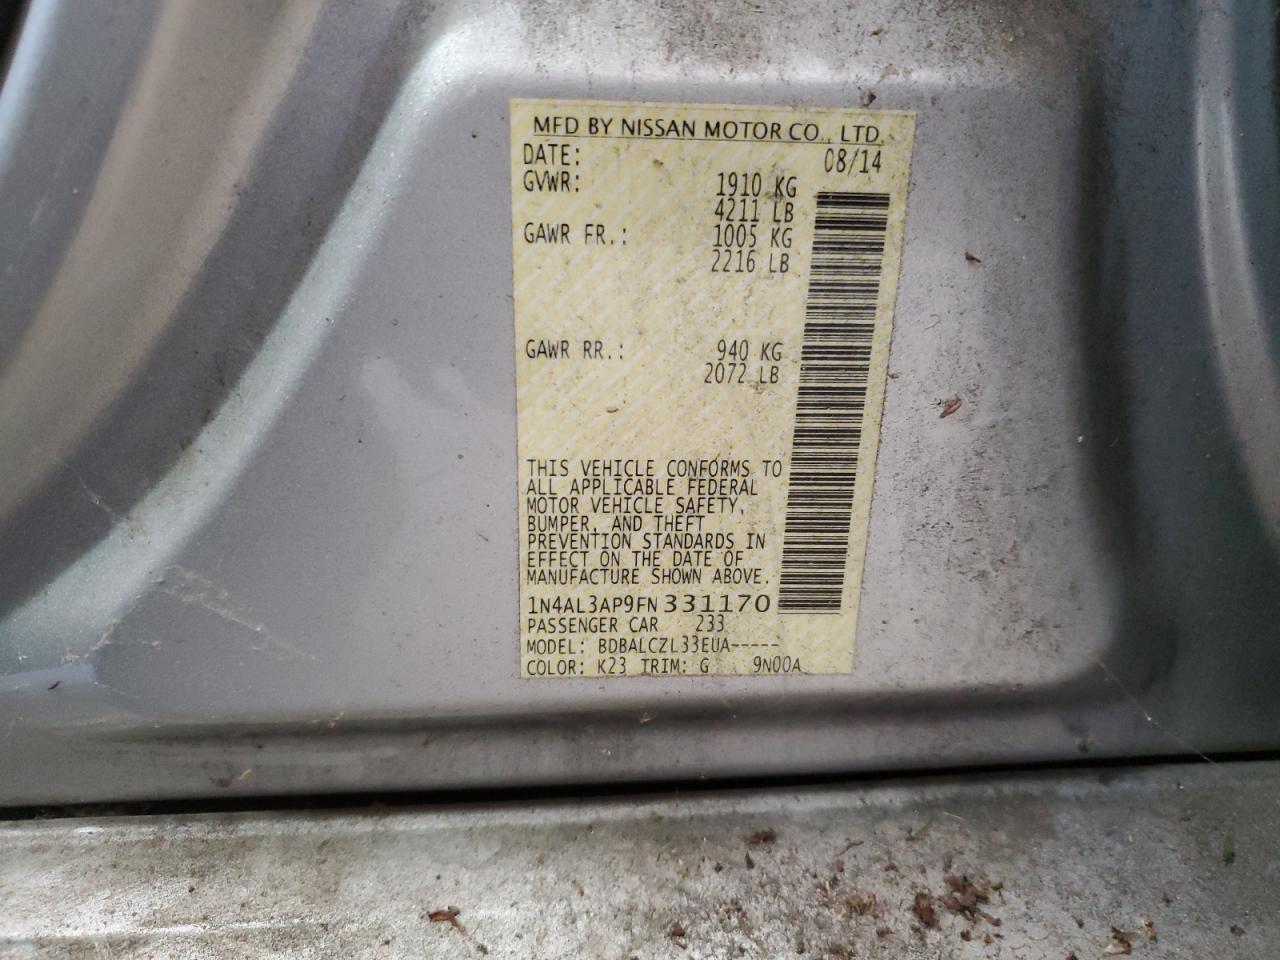 MFD BY NISSAN MOTOR CO., LTD.
DATE: 08/14
GVWR: 1910 KG
4211 LB
GAWR FR.: 1005 KG
2216 LB
GAWR RR.: 940 KG
2072 LB
THIS VEHICLE CONFORMS TO
ALL APPLICABLE FEDERAL
MOTOR VEHICLE SAFETY,
BUMPER, AND THEFT
PREVENTION STANDARDS IN
EFFECT ON THE DATE OF
MANUFACTURE SHOWN ABOVE.
1N4AL3AP9FN331170
PASSENGER CAR 233
MODEL: BDBALCZL33EUA-----
COLOR: K23 TRIM: G 9N00A